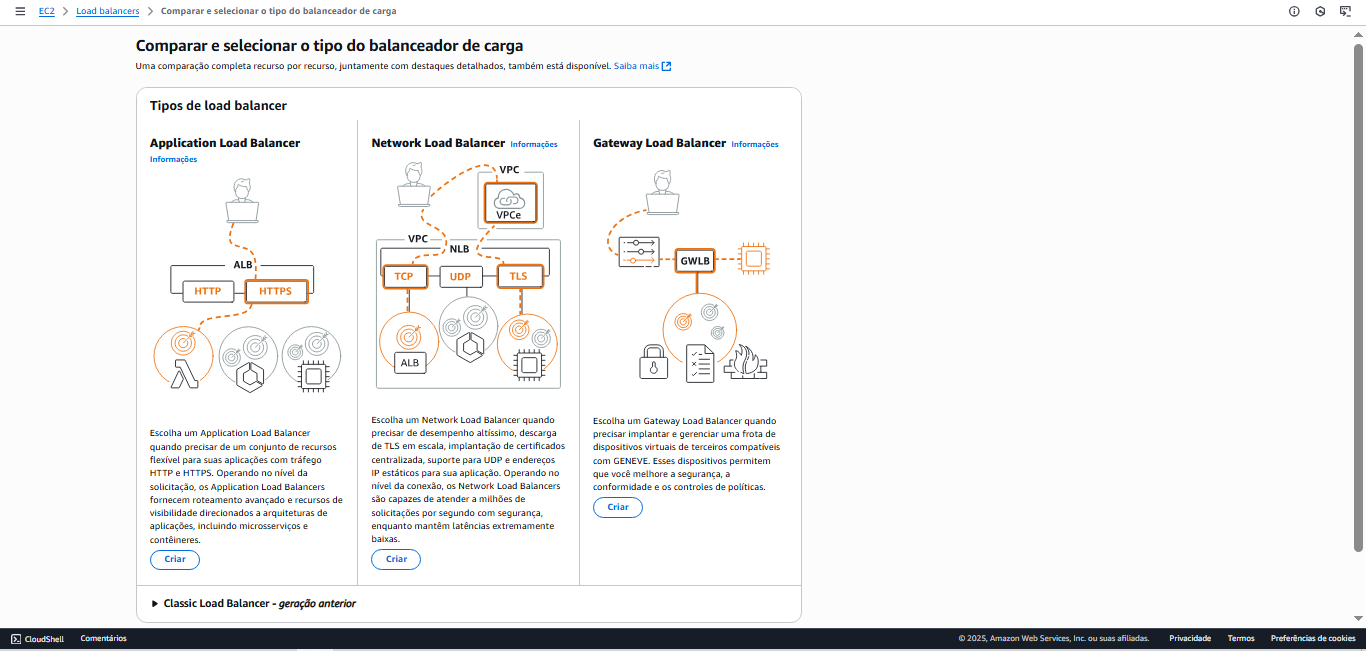 EC2 Load balancers Comparar e selecionar o tipo do balanceador de carga
Comparar e selecionar o tipo do balanceador de carga
Uma comparação completa recurso por recurso, juntamente com destaques detalhados, também está disponível. Saiba mais
Tipos de load balancer
Application Load Balancer
Informações
ALB
HTTP
HTTPS
Escolha um Application Load Balancer
quando precisar de um conjunto de recursos
flexível para suas aplicações com tráfego
HTTP e HTTPS. Operando no nível da
solicitação, os Application Load Balancers
fornecem roteamento avançado e recursos de
visibilidade direcionados a arquiteturas de
aplicações, incluindo microsserviços e
contêineres.
Criar
Network Load Balancer Informações
VPC
VPCe
VPC
NLB
TCP
UDP
TLS
ALB
Escolha um Network Load Balancer quando
precisar de desempenho altíssimo, descarga
de TLS em escala, implantação de certificados
centralizada, suporte para UDP e endereços
IP estáticos para sua aplicação. Operando no
nível da conexão, os Network Load Balancers
são capazes de atender a milhões de
solicitações por segundo com segurança,
enquanto mantêm latências extremamente
baixas.
Criar
Gateway Load Balancer Informações
GWLB
Escolha um Gateway Load Balancer quando
precisar implantar e gerenciar uma frota de
dispositivos virtuais de terceiros compatíveis
com GENEVE. Esses dispositivos permitem
que você melhore a segurança, a
conformidade e os controles de políticas.
Criar
Classic Load Balancer - geração anterior
CloudShell Comentários © 2025, Amazon Web Services, Inc. ou suas afiliadas. Privacidade Termos Preferências de cookies